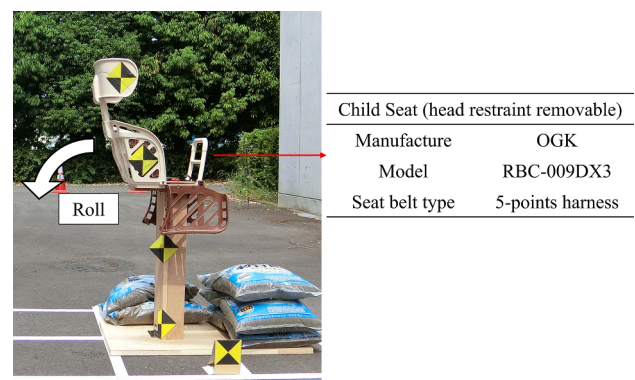 Roll
Child Seat (head restraint removable)
Manufacture OGK
Model RBC-009DX3
Seat belt type 5-points harness